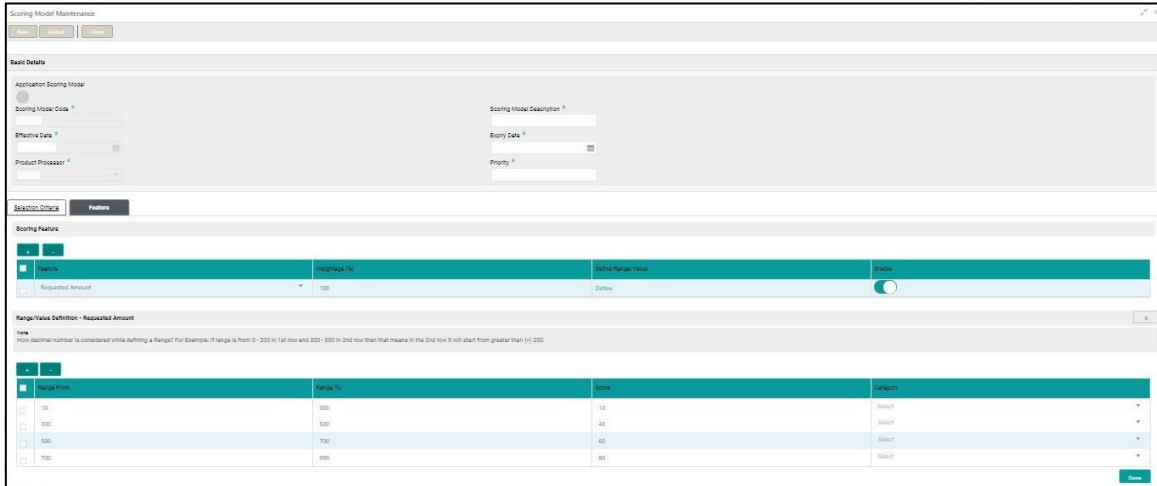 Scoring Model Maintenance
New Unlock Close
Basic Details
Application Scoring Model
Scoring Model Code * Scoring Model Description *
Effective Date * Expiry Date *
Product Processor * Priority *
Selection Criteria Feature
Scoring Feature
+ -
Feature Weightage (%) Define Range/Value Enable
Requested Amount 100 Define
Range/Value Definition - Requested Amount x
Note
How decimal number is considered while defining a Range? For Example: If range is from 0 - 200 in 1st row and 200 - 500 in 2nd row then that means in the 2nd row it will start from greater than (>) 200.
+ -
Range From Range To Score Category
10 300 10 Select
300 500 40 Select
500 700 60 Select
700 999 80 Select
Done